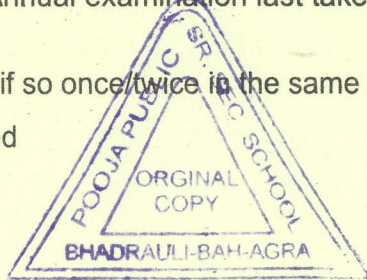 Annual examination last take
if so once/twice in the same
ed
POOJA PUBLIC SR. SEC SCHOOL
ORGINAL
COPY
BHADRAULI-BAH-AGRA